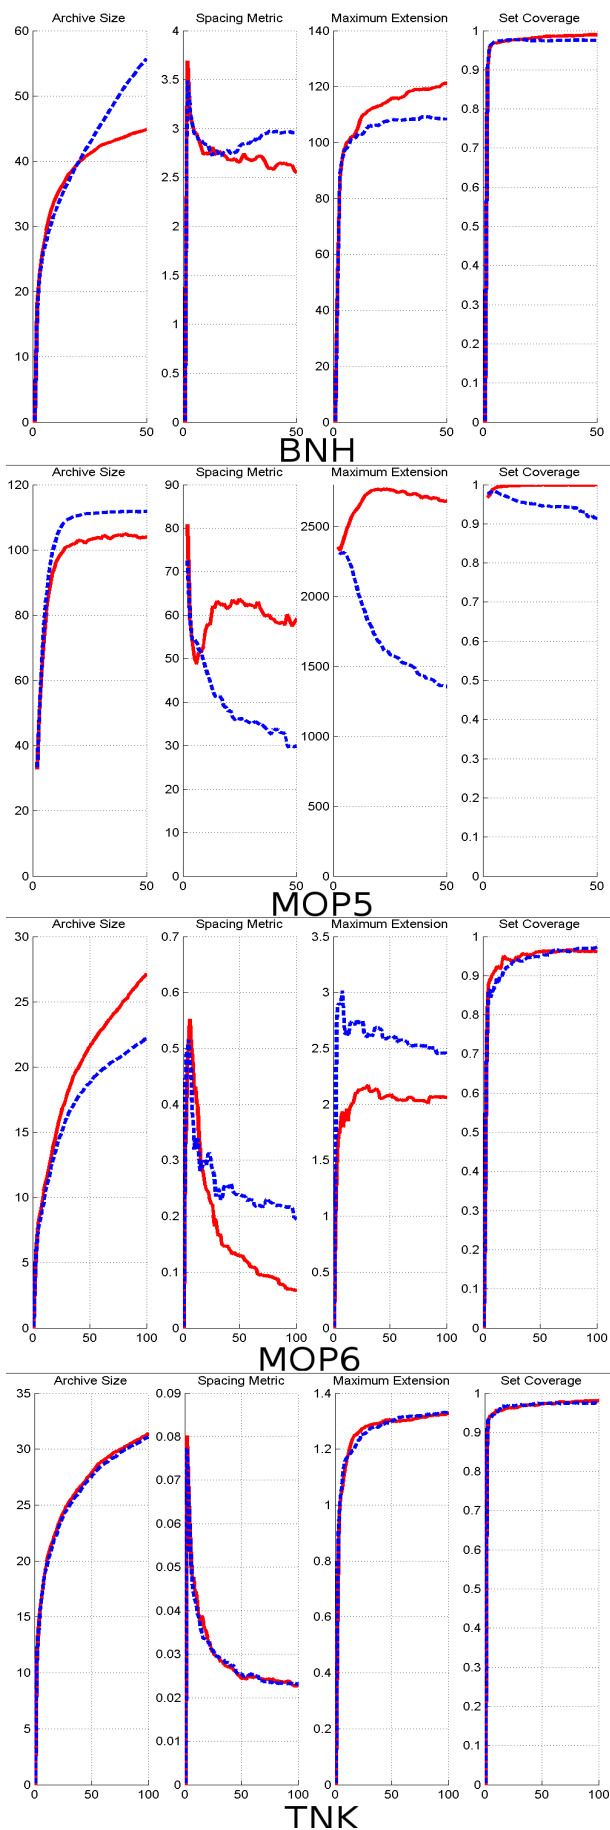 Archive Size Spacing Metric Maximum Extension Set Coverage
60 4 140 1
50 3.5 120 0.9
40 3 100 0.8
30 2.5 80 0.7
20 2 60 0.6
10 1.5 40 0.5
0 1 20 0.4
0.5 0 0.3
0 0.2
0.1
0
0 50 0 50 0 50 0 50
BNH
Archive Size Spacing Metric Maximum Extension Set Coverage
120 90 2500 1
100 80 2000 0.9
80 70 1500 0.8
60 60 1000 0.7
40 50 500 0.6
20 40 0 0.5
0 30 0.4
20 0.3
10 0.2
0 0.1
0
0 50 0 50 0 50 0 50
MOP5
Archive Size Spacing Metric Maximum Extension Set Coverage
30 0.7 3.5 1
25 0.6 3 0.9
20 0.5 2.5 0.8
15 0.4 2 0.7
10 0.3 1.5 0.6
5 0.2 1 0.5
0 0.1 0.5 0.4
0 0 0.3
0.2
0.1
0
0 50 100 0 50 100 0 50 100 0 50 100
MOP6
Archive Size Spacing Metric Maximum Extension Set Coverage
35 0.09 1.4 1
30 0.08 1.2 0.9
25 0.07 1 0.8
20 0.06 0.8 0.7
15 0.05 0.6 0.6
10 0.04 0.4 0.5
5 0.03 0.2 0.4
0 0.02 0 0.3
0.01 0.2
0 0.1
0
0 50 100 0 50 100 0 50 100 0 50 100
TNK